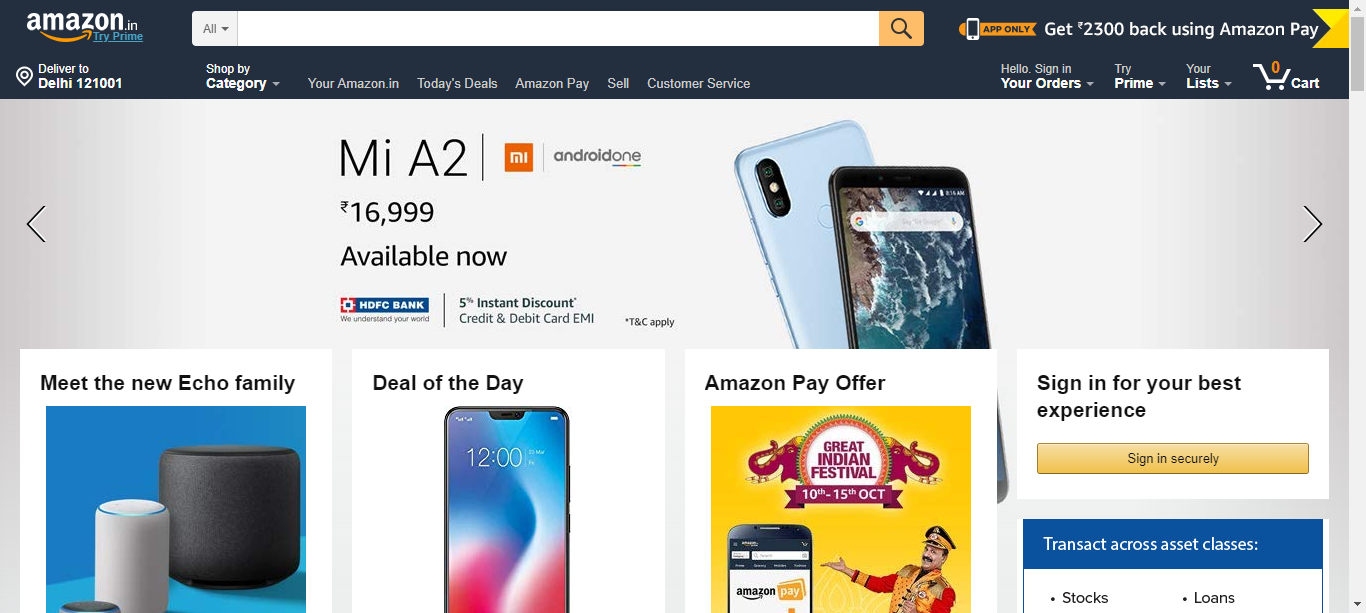 amazon.in
Try Prime
All
APP ONLY
Get ₹2300 back using Amazon Pay
Deliver to
Delhi 121001
Shop by
Category
Your Amazon.in
Today's Deals
Amazon Pay
Sell
Customer Service
Hello. Sign in
Your Orders
Try
Prime
Your
Lists
0
Cart
Mi A2
mi
androidone
₹16,999
Available now
HDFC BANK
We understand your world
5% Instant Discount*
Credit & Debit Card EMI
*T&C apply
8:16 AM
Meet the new Echo family
Deal of the Day
12:00
Amazon Pay Offer
GREAT
INDIAN
FESTIVAL
10th-15th OCT
amazon pay
Sign in for your best
experience
Sign in securely
Transact across asset classes:
• Stocks
• Loans